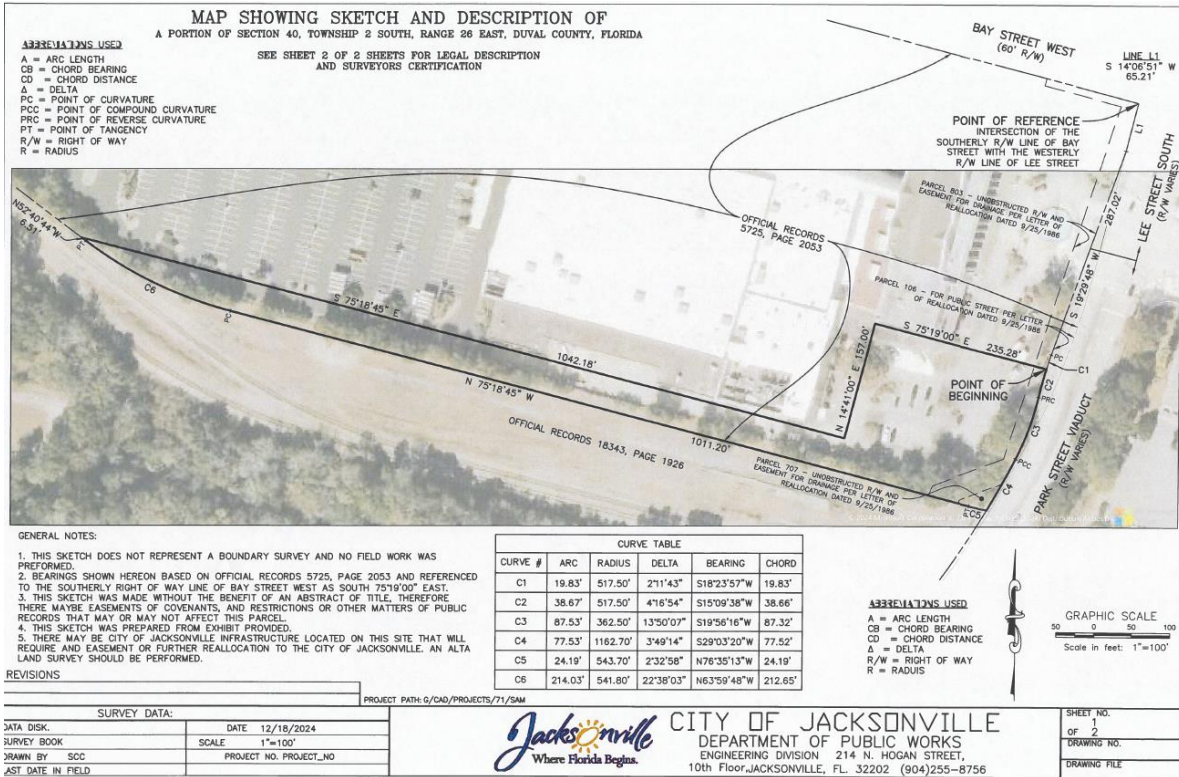 MAP SHOWING SKETCH AND DESCRIPTION OF
A PORTION OF SECTION 40, TOWNSHIP 2 SOUTH, RANGE 26 EAST, DUVAL COUNTY, FLORIDA
SEE SHEET 2 OF 2 SHEETS FOR LEGAL DESCRIPTION
AND SURVEYORS CERTIFICATION
ABBREVIATIONS USED
A = ARC LENGTH
CB = CHORD BEARING
CD = CHORD DISTANCE
Δ = DELTA
PC = POINT OF CURVATURE
PCC = POINT OF COMPOUND CURVATURE
PRC = POINT OF REVERSE CURVATURE
PT = POINT OF TANGENCY
R/W = RIGHT OF WAY
R = RADIUS
BAY STREET WEST
(60' R/W)
LINE L1
S 14°06'51" W
65.21'
POINT OF REFERENCE
INTERSECTION OF THE
SOUTHERLY R/W LINE OF BAY
STREET WITH THE WESTERLY
R/W LINE OF LEE STREET
L1
LEE STREET SOUTH
(R/W VARIES)
287.02'
S 19°29'48" W
PARCEL 803 - UNOBSTRUCTED R/W AND
EASEMENT FOR DRAINAGE PER LETTER OF
REALLOCATION DATED 9/25/1986
OFFICIAL RECORDS
5725, PAGE 2053
PARCEL 106 - FOR PUBLIC STREET PER LETTER
OF REALLOCATION DATED 9/25/1986
N52°40'44"W
6.51'
PT
C6
PC
S 75°18'45" E
1042.18'
N 14°41'00" E 157.00'
S 75°19'00" E 235.28'
PC
C1
POINT OF
BEGINNING
C2
PRC
C3
PCC
C4
PARK STREET VIADUCT
(R/W VARIES)
N 75°18'45" W
1011.20'
OFFICIAL RECORDS 18343, PAGE 1926
PARCEL 707 - UNOBSTRUCTED R/W AND
EASEMENT FOR DRAINAGE PER LETTER OF
REALLOCATION DATED 9/25/1986
PT
C5
GENERAL NOTES:
1. THIS SKETCH DOES NOT REPRESENT A BOUNDARY SURVEY AND NO FIELD WORK WAS
PREFORMED.
2. BEARINGS SHOWN HEREON BASED ON OFFICIAL RECORDS 5725, PAGE 2053 AND REFERENCED
TO THE SOUTHERLY RIGHT OF WAY LINE OF BAY STREET WEST AS SOUTH 75°19'00" EAST.
3. THIS SKETCH WAS MADE WITHOUT THE BENEFIT OF AN ABSTRACT OF TITLE, THEREFORE
THERE MAYBE EASEMENTS OF COVENANTS, AND RESTRICTIONS OR OTHER MATTERS OF PUBLIC
RECORDS THAT MAY OR MAY NOT AFFECT THIS PARCEL.
4. THIS SKETCH WAS PREPARED FROM EXHIBIT PROVIDED.
5. THERE MAY BE CITY OF JACKSONVILLE INFRASTRUCTURE LOCATED ON THIS SITE THAT WILL
REQUIRE AND EASEMENT OR FURTHER REALLOCATION TO THE CITY OF JACKSONVILLE. AN ALTA
LAND SURVEY SHOULD BE PERFORMED.
CURVE TABLE
CURVE # ARC RADIUS DELTA BEARING CHORD
C1 19.83' 517.50' 2°11'43" S18°23'57"W 19.83'
C2 38.67' 517.50' 4°16'54" S15°09'38"W 38.66'
C3 87.53' 362.50' 13°50'07" S19°56'16"W 87.32'
C4 77.53' 1162.70' 3°49'14" S29°03'20"W 77.52'
C5 24.19' 543.70' 2°32'58" N76°35'13"W 24.19'
C6 214.03' 541.80' 22°38'03" N63°59'48"W 212.65'
ABBREVIATIONS USED
A = ARC LENGTH
CB = CHORD BEARING
CD = CHORD DISTANCE
Δ = DELTA
R/W = RIGHT OF WAY
R = RADUIS
GRAPHIC SCALE
50 0 50 100
Scale in feet: 1"=100'
REVISIONS
PROJECT PATH: G/CAD/PROJECTS/71/SAM
SURVEY DATA:
DATA DISK. DATE 12/18/2024
SURVEY BOOK SCALE 1"=100'
DRAWN BY SCC PROJECT NO. PROJECT_NO
LAST DATE IN FIELD
Jacksonville
Where Florida Begins.
CITY OF JACKSONVILLE
DEPARTMENT OF PUBLIC WORKS
ENGINEERING DIVISION 214 N. HOGAN STREET,
10th Floor,JACKSONVILLE, FL. 32202 (904)255-8756
SHEET NO.
1
OF 2
DRAWING NO.
DRAWING FILE